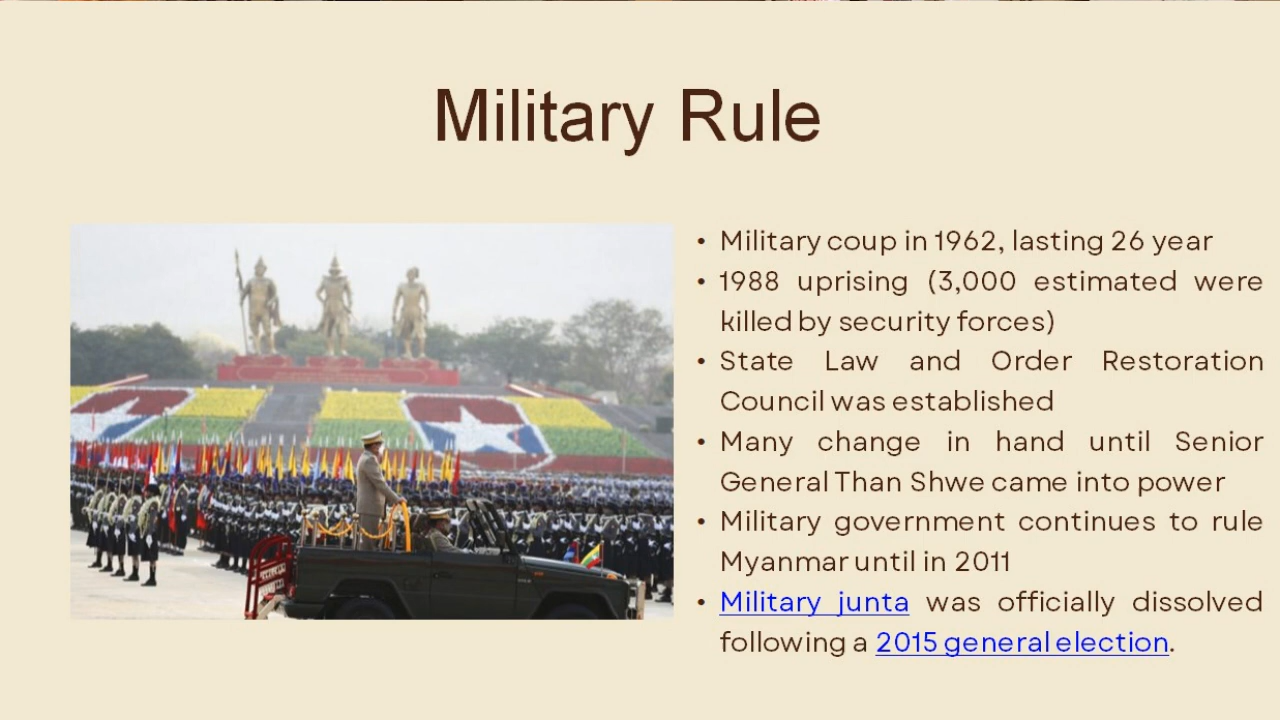 Military Rule
• Military coup in 1962, lasting 26 year
• 1988 uprising (3,000 estimated were
killed by security forces)
• State Law and Order Restoration
Council was established
• Many change in hand until Senior
General Than Shwe came into power
• Military government continues to rule
Myanmar until in 2011
• Military junta was officially dissolved
following a 2015 general election.